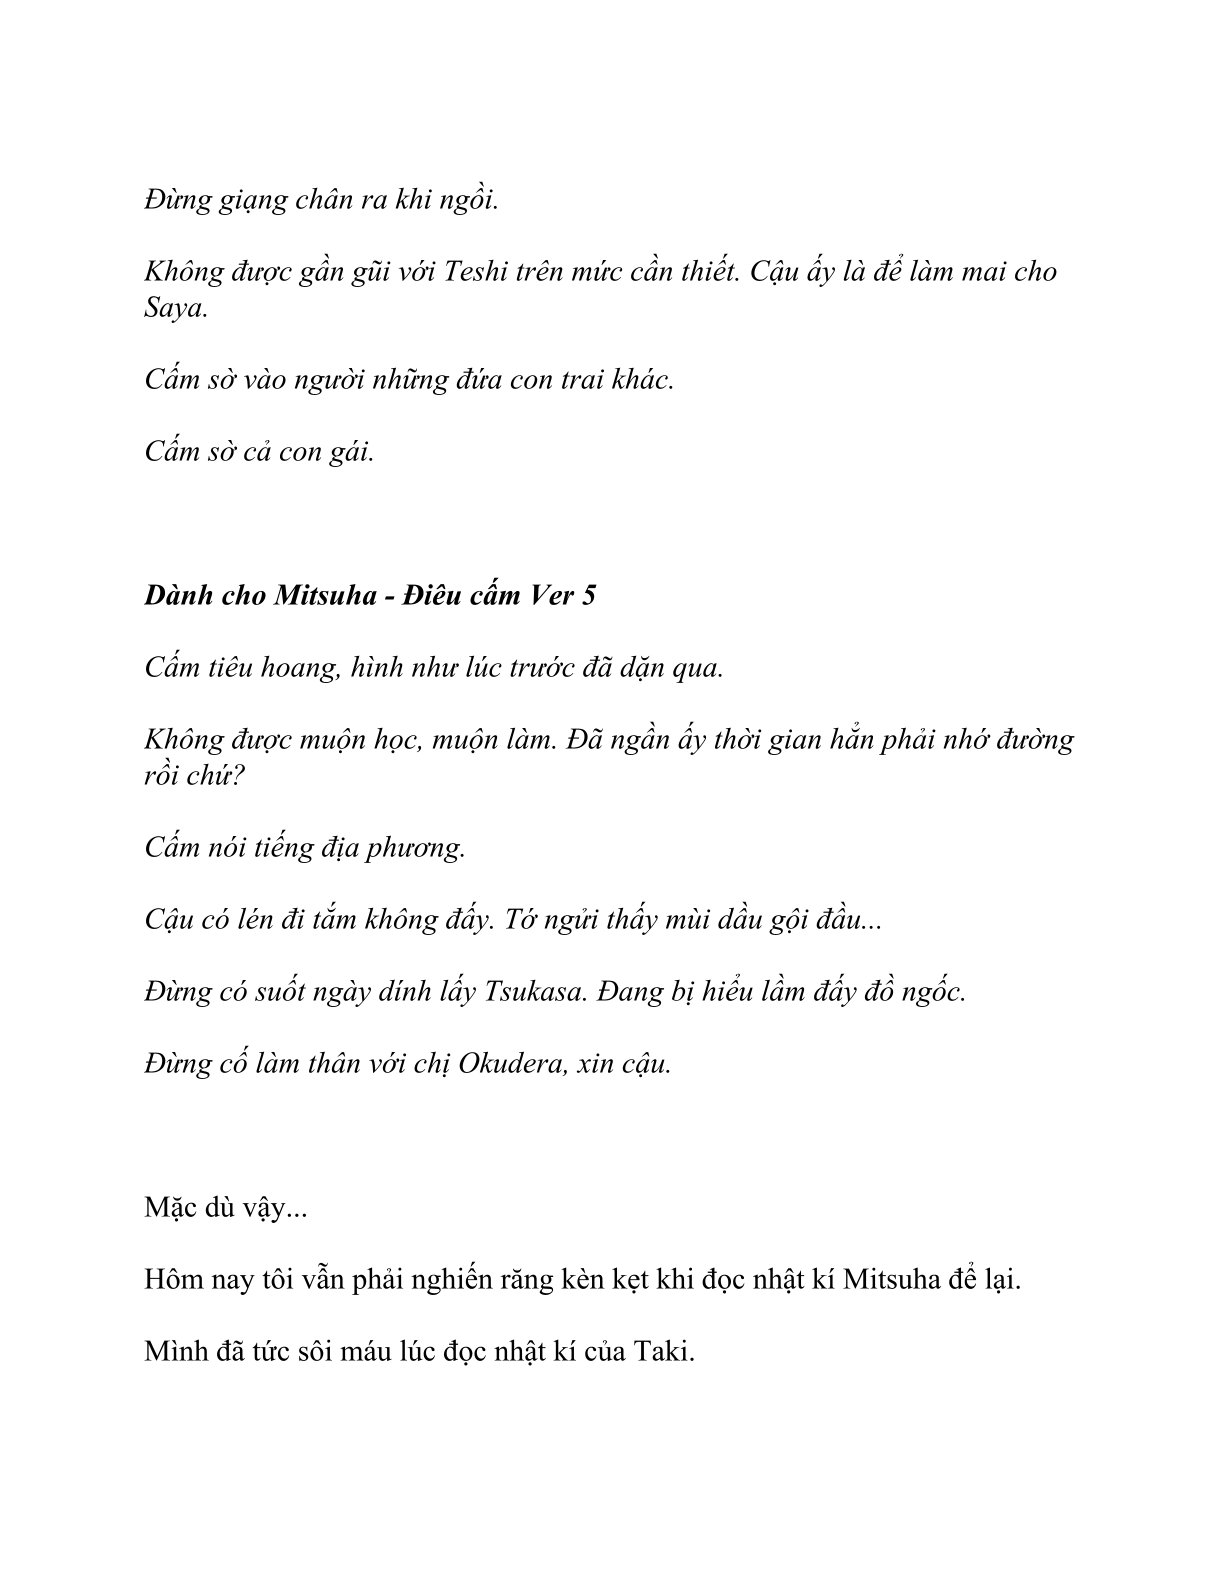 Đừng giạng chân ra khi ngồi.
Không được gần gũi với Teshi trên mức cần thiết. Cậu ấy là để làm mai cho
Saya.
Cấm sờ vào người những đứa con trai khác.
Cấm sờ cả con gái.
Dành cho Mitsuha - Điêu cấm Ver 5
Cấm tiêu hoang, hình như lúc trước đã dặn qua.
Không được muộn học, muộn làm. Đã ngần ấy thời gian hẳn phải nhớ đường
rồi chứ?
Cấm nói tiếng địa phương.
Cậu có lén đi tắm không đấy. Tớ ngửi thấy mùi dầu gội đầu...
Đừng có suốt ngày dính lấy Tsukasa. Đang bị hiểu lầm đấy đồ ngốc.
Đừng cố làm thân với chị Okudera, xin cậu.
Mặc dù vậy...
Hôm nay tôi vẫn phải nghiến răng kèn kẹt khi đọc nhật kí Mitsuha để lại.
Mình đã tức sôi máu lúc đọc nhật kí của Taki.